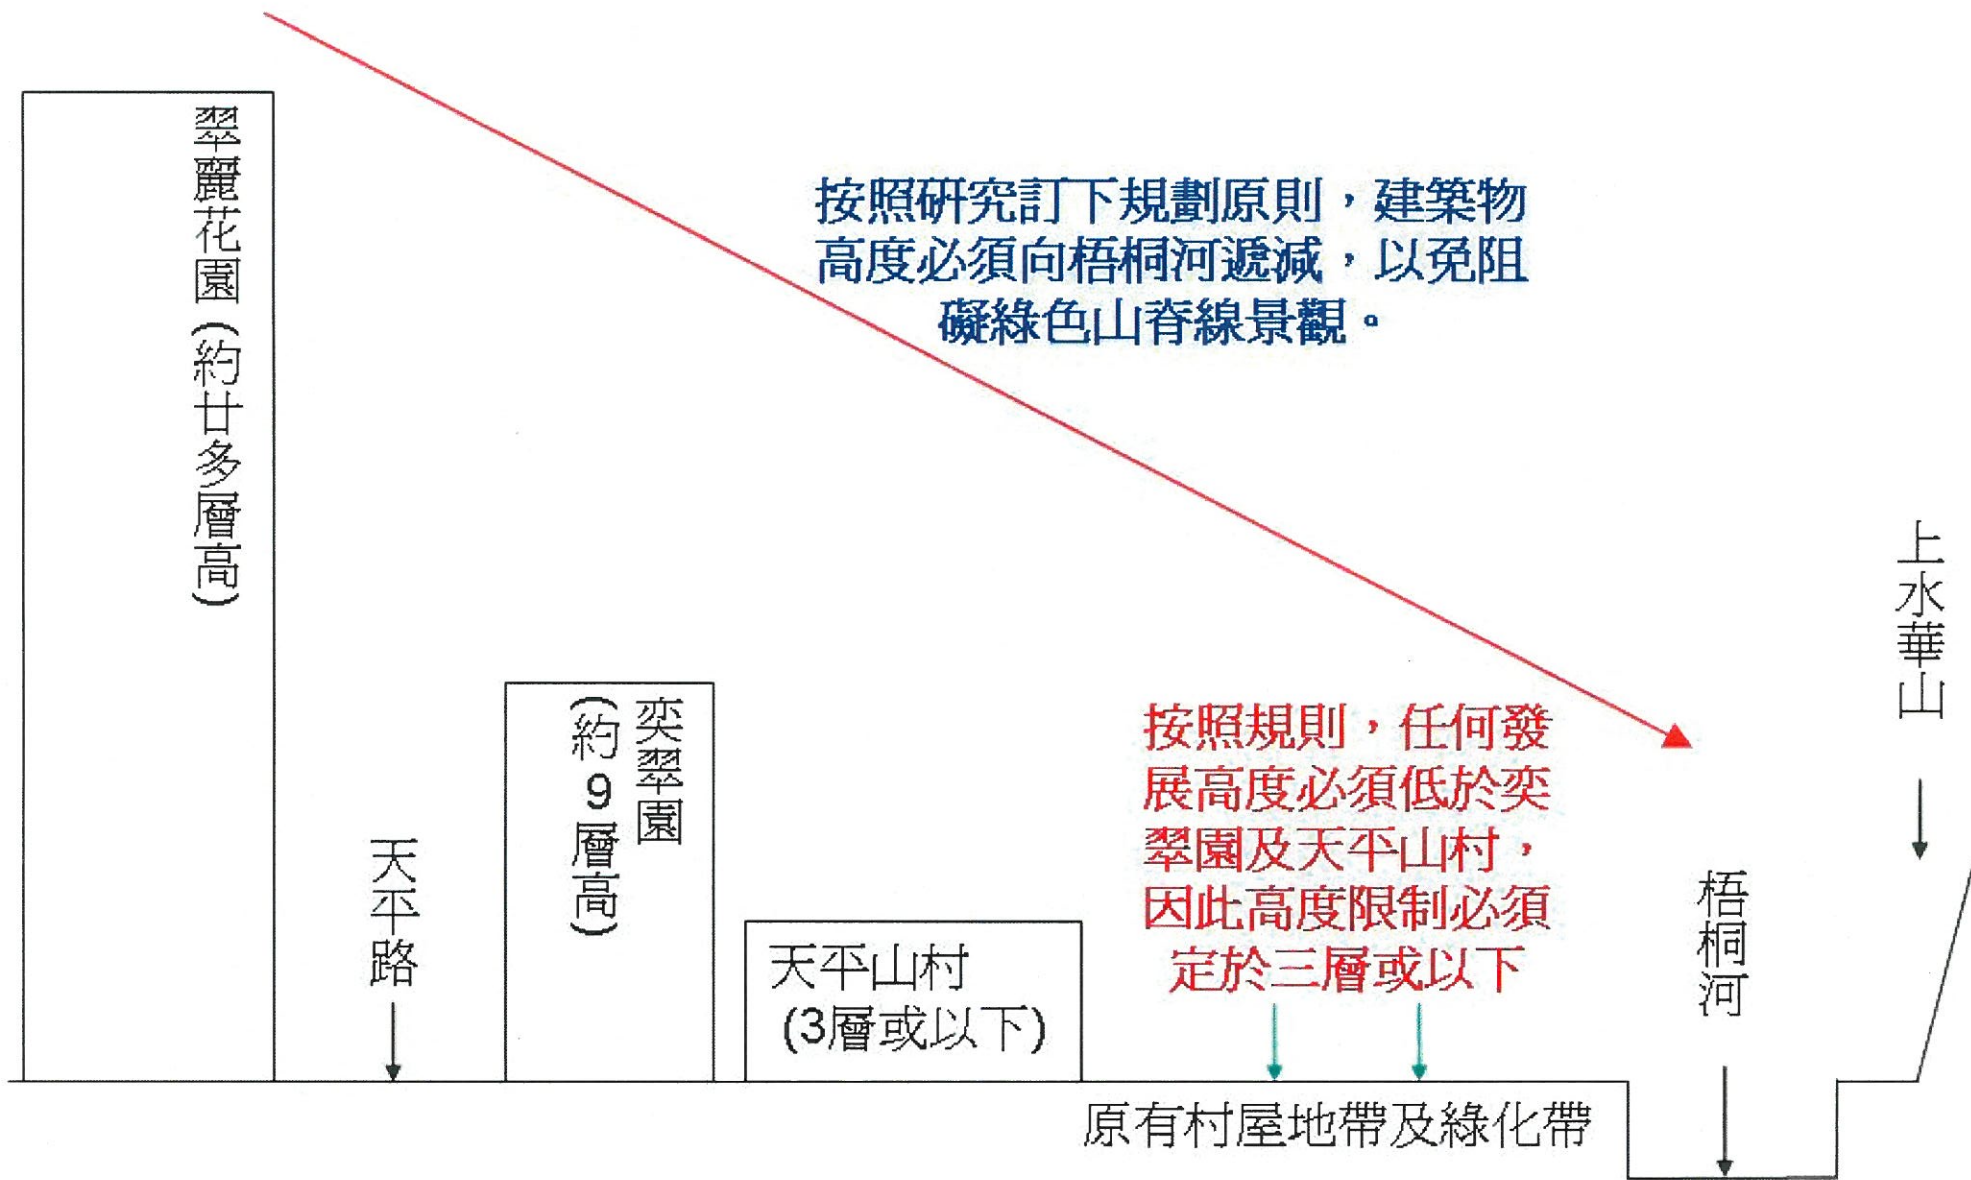 翠麗花園(約廿多層高)
按照研究訂下規劃原則，建築物
高度必須向梧桐河遞減，以免阻
礙綠色山脊線景觀。
天平路
奕翠園
(約9層高)
天平山村
(3層或以下)
按照規則，任何發
展高度必須低於奕
翠園及天平山村，
因此高度限制必須
定於三層或以下
原有村屋地帶及綠化帶
梧桐河
上水華山